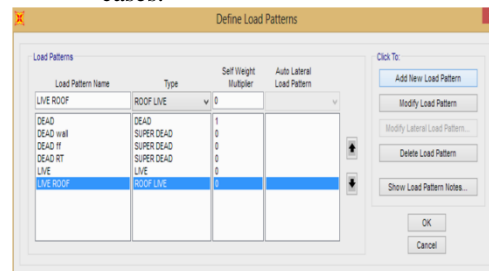 cases.
Define Load Patterns
Load Patterns
Click To:
Load Pattern Name Type Self Weight Multiplier Auto Lateral Load Pattern
LIVE ROOF ROOF LIVE 0
DEAD DEAD 1
DEAD wall SUPER DEAD 0
DEAD ff SUPER DEAD 0
DEAD RT SUPER DEAD 0
LIVE LIVE 0
LIVE ROOF ROOF LIVE 0
Add New Load Pattern
Modify Load Pattern
Modify Lateral Load Pattern...
Delete Load Pattern
Show Load Pattern Notes...
OK
Cancel